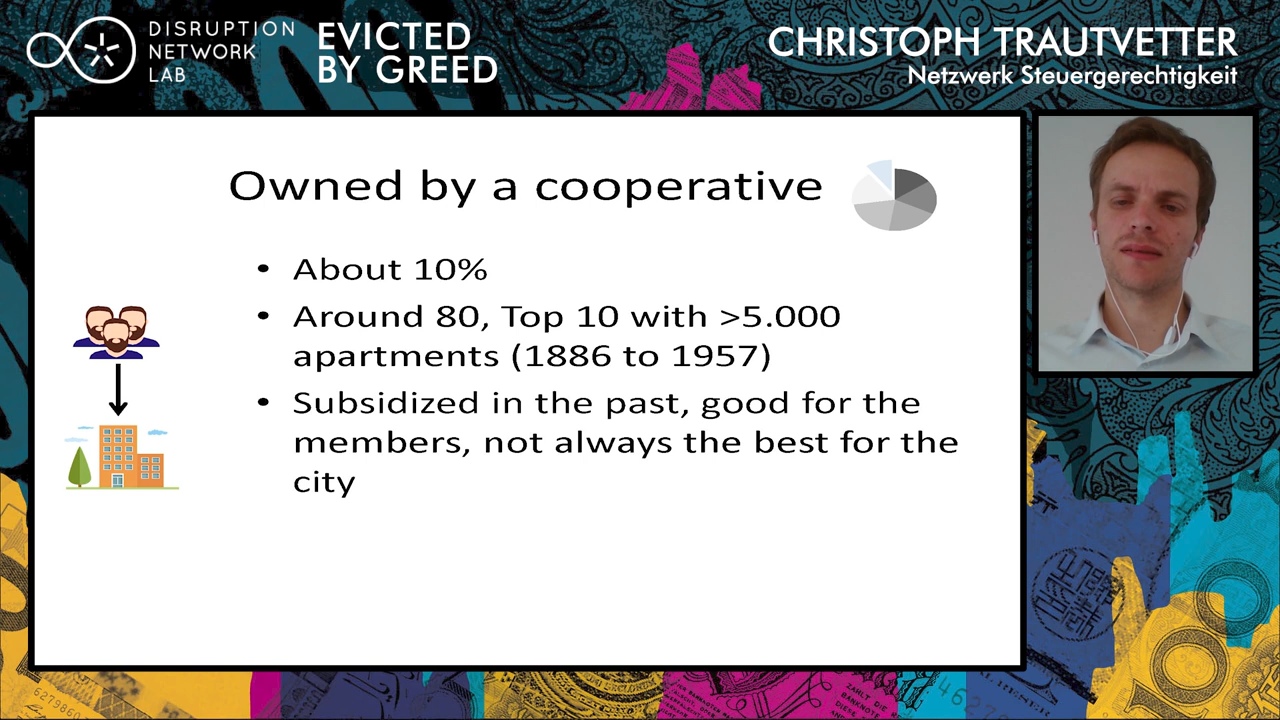 DISRUPTION
NETWORK
LAB
EVICTED
BY GREED
CHRISTOPH TRAUTVETTER
Netzwerk Steuergerechtigkeit
Owned by a cooperative
• About 10%
• Around 80, Top 10 with >5.000
apartments (1886 to 1957)
• Subsidized in the past, good for the
members, not always the best for the
city